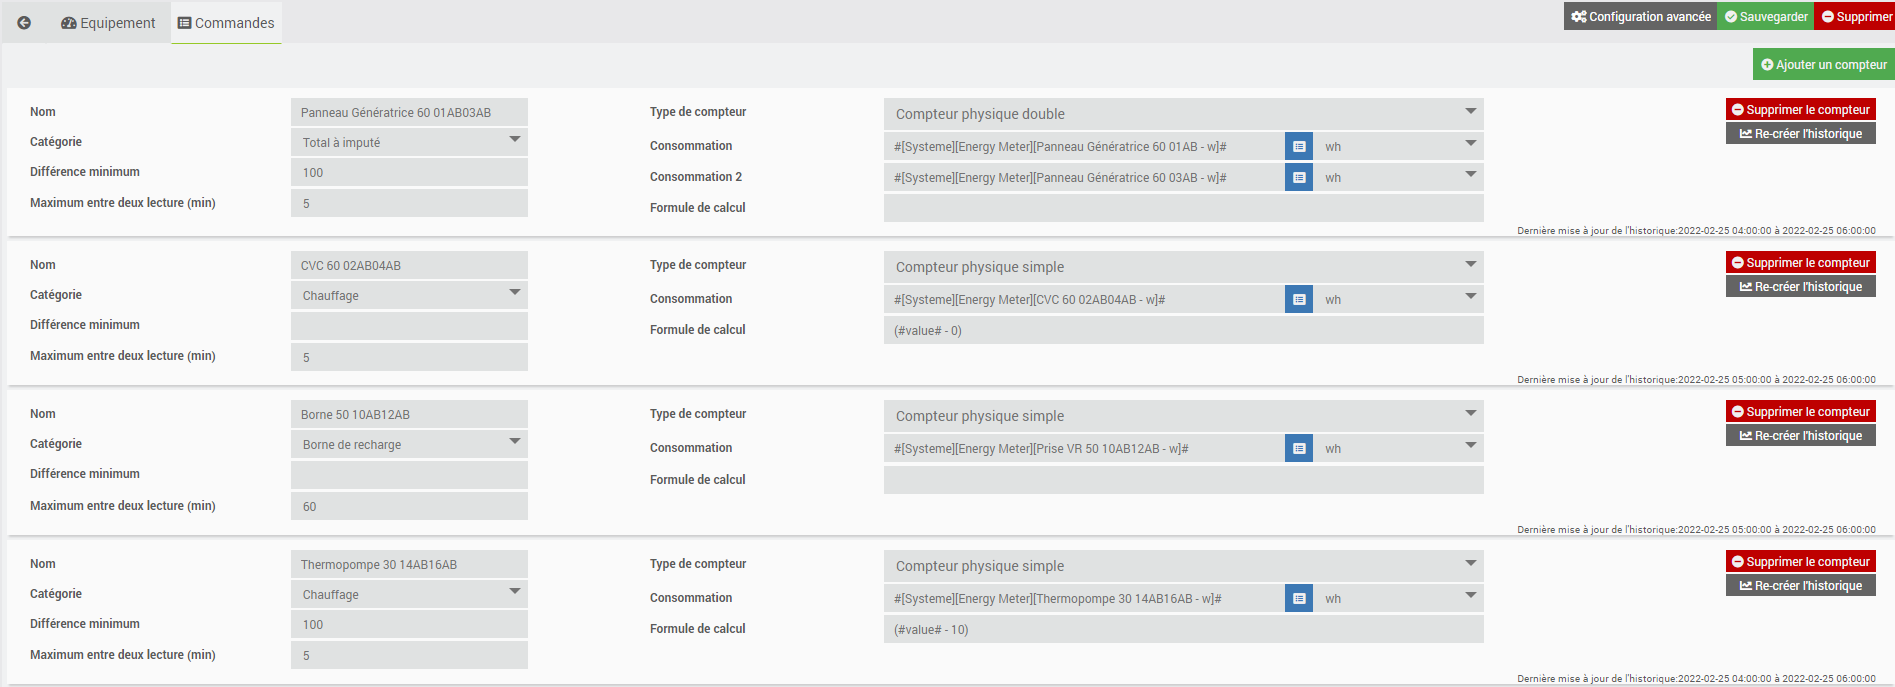 Equipement
Commandes
Configuration avancée
Sauvegarder
Supprimer
Ajouter un compteur
Nom
Panneau Génératrice 60 01AB03AB
Type de compteur
Compteur physique double
Supprimer le compteur
Catégorie
Total à imputé
Consommation
#[Systeme][Energy Meter][Panneau Génératrice 60 01AB - w]#
wh
Re-créer l'historique
Différence minimum
100
Consommation 2
#[Systeme][Energy Meter][Panneau Génératrice 60 03AB - w]#
wh
Maximum entre deux lecture (min)
5
Formule de calcul
Dernière mise à jour de l'historique:2022-02-25 04:00:00 à 2022-02-25 06:00:00
Nom
CVC 60 02AB04AB
Type de compteur
Compteur physique simple
Supprimer le compteur
Catégorie
Chauffage
Consommation
#[Systeme][Energy Meter][CVC 60 02AB04AB - w]#
wh
Re-créer l'historique
Différence minimum
Formule de calcul
(#value# - 0)
Maximum entre deux lecture (min)
5
Dernière mise à jour de l'historique:2022-02-25 05:00:00 à 2022-02-25 06:00:00
Nom
Borne 50 10AB12AB
Type de compteur
Compteur physique simple
Supprimer le compteur
Catégorie
Borne de recharge
Consommation
#[Systeme][Energy Meter][Prise VR 50 10AB12AB - w]#
wh
Re-créer l'historique
Différence minimum
Formule de calcul
Maximum entre deux lecture (min)
60
Dernière mise à jour de l'historique:2022-02-25 05:00:00 à 2022-02-25 06:00:00
Nom
Thermopompe 30 14AB16AB
Type de compteur
Compteur physique simple
Supprimer le compteur
Catégorie
Chauffage
Consommation
#[Systeme][Energy Meter][Thermopompe 30 14AB16AB - w]#
wh
Re-créer l'historique
Différence minimum
100
Formule de calcul
(#value# - 10)
Maximum entre deux lecture (min)
5
Dernière mise à jour de l'historique:2022-02-25 04:00:00 à 2022-02-25 06:00:00